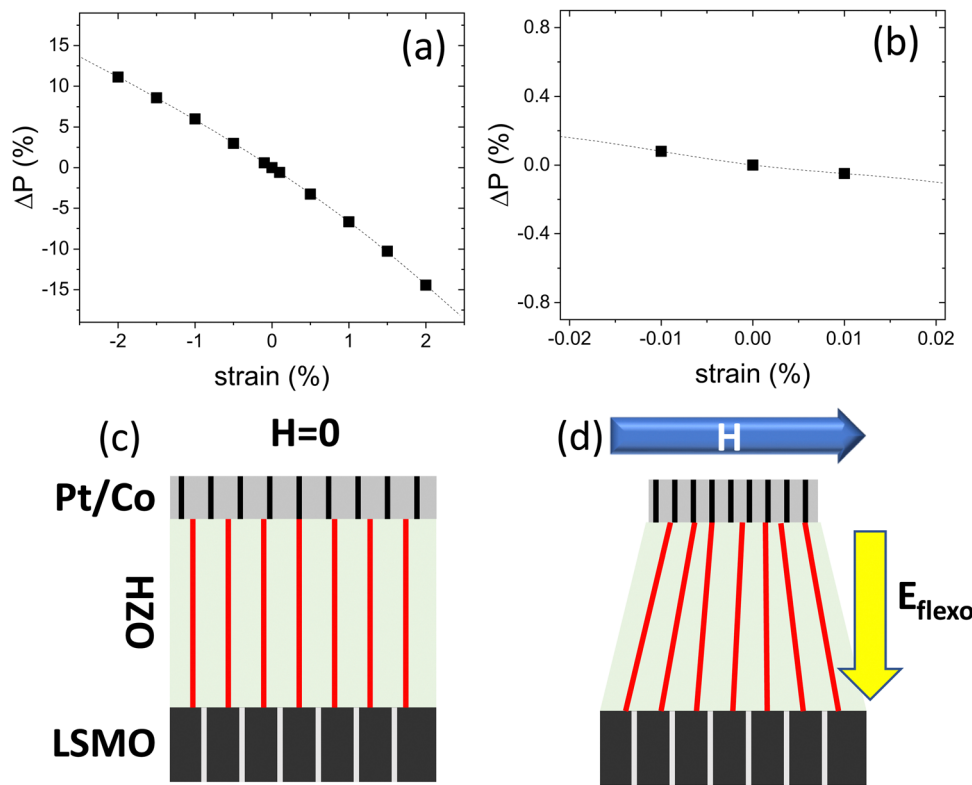 (a)
15
10
5
0
-5
-10
-15
ΔP (%)
-2 -1 0 1 2
strain (%)
(b)
0.8
0.4
0.0
-0.4
-0.8
ΔP (%)
-0.02 -0.01 0.00 0.01 0.02
strain (%)
(c)
H=0
Pt/Co
HZO
LSMO
(d)
H
E_flexo